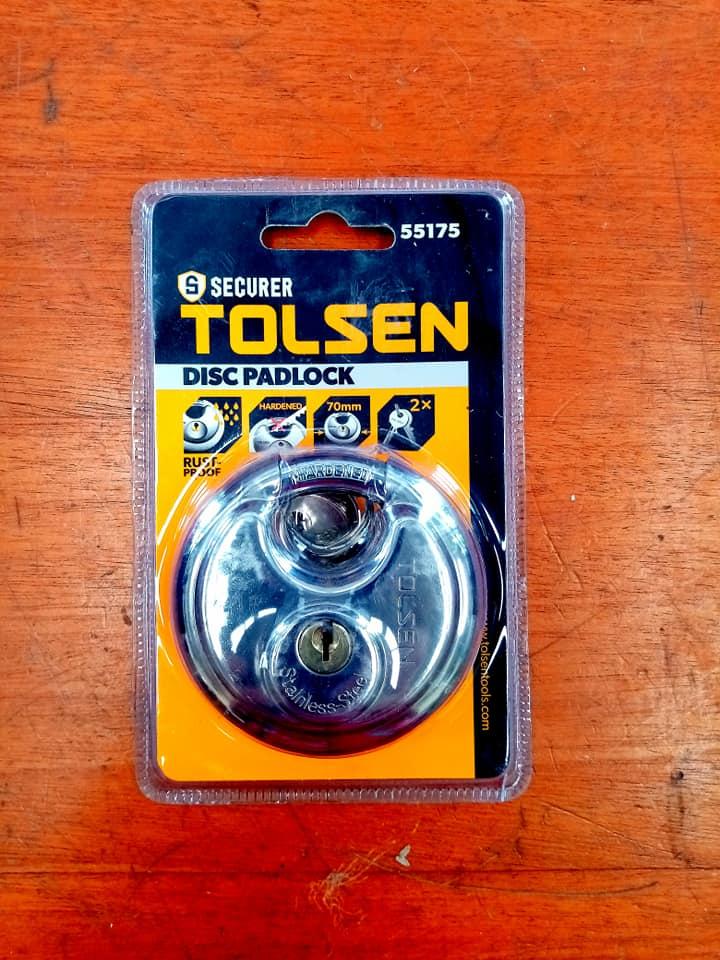 55175
SECURER
TOLSEN
DISC PADLOCK
HARDENED
70mm
2×
RUST-
PROOF
HARDENED
TOLSEN
Stainless-Steel
www.tolsentools.com